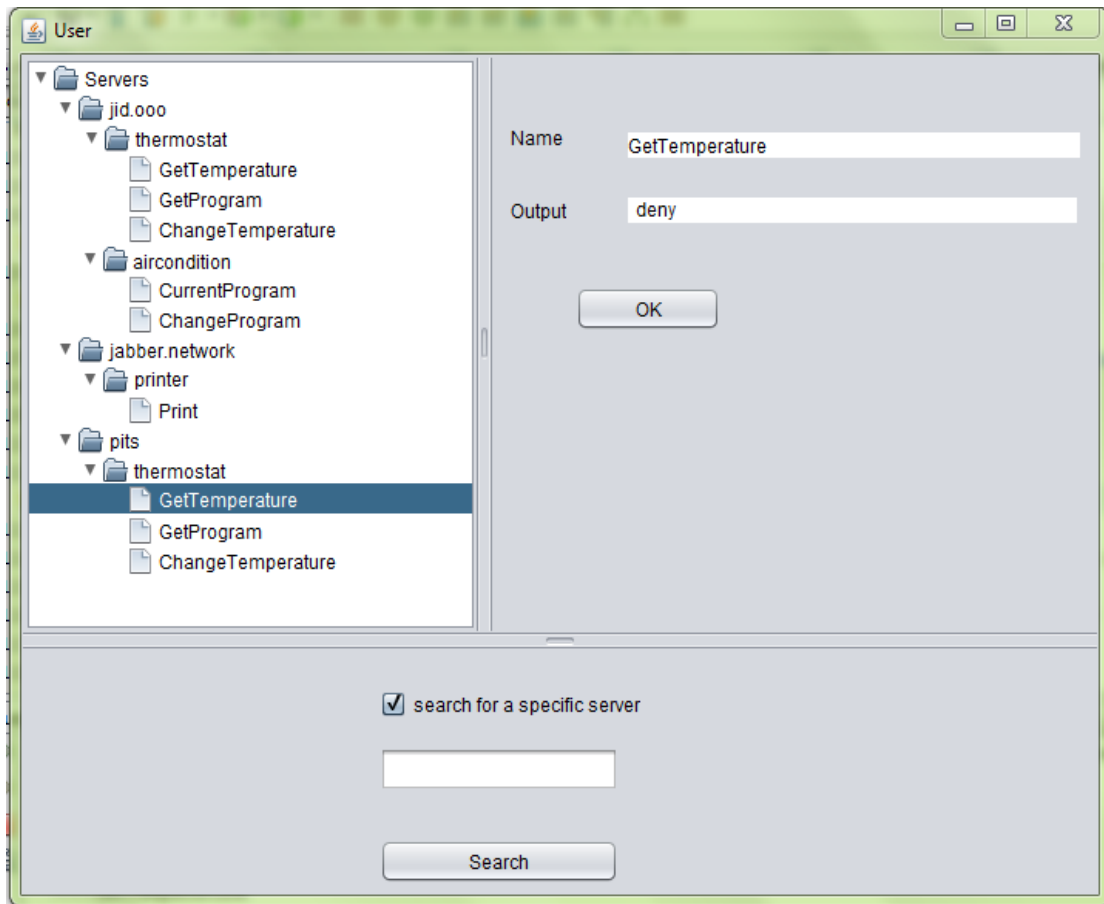 User
Servers
jid.ooo
thermostat
GetTemperature
GetProgram
ChangeTemperature
aircondition
CurrentProgram
ChangeProgram
jabber.network
printer
Print
pits
thermostat
GetTemperature
GetProgram
ChangeTemperature
Name
GetTemperature
Output
deny
OK
search for a specific server
Search